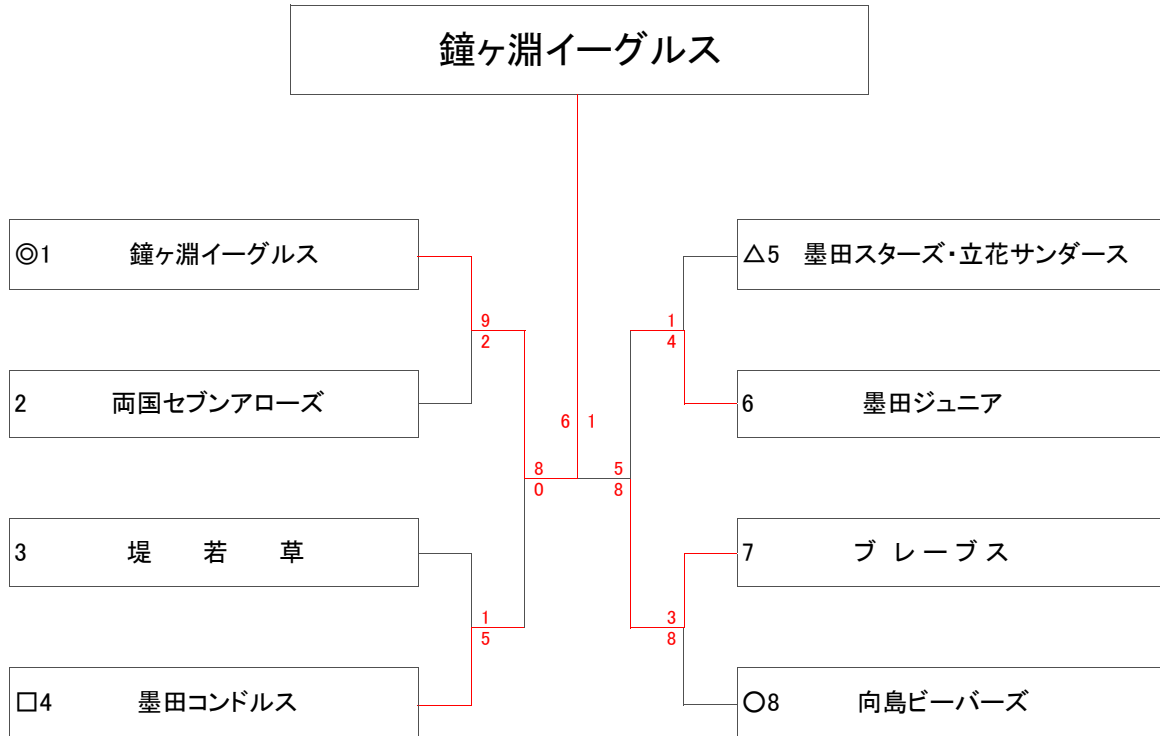 鐘ヶ淵イーグルス
◎1 鐘ヶ淵イーグルス
△5 墨田スターズ・立花サンダース
9
2
1
4
2 両国セブンアローズ
6 墨田ジュニア
6 1
8
0
5
8
3 堤 若 草
7 ブレーブス
1
5
3
8
□4 墨田コンドルス
○8 向島ビーバーズ